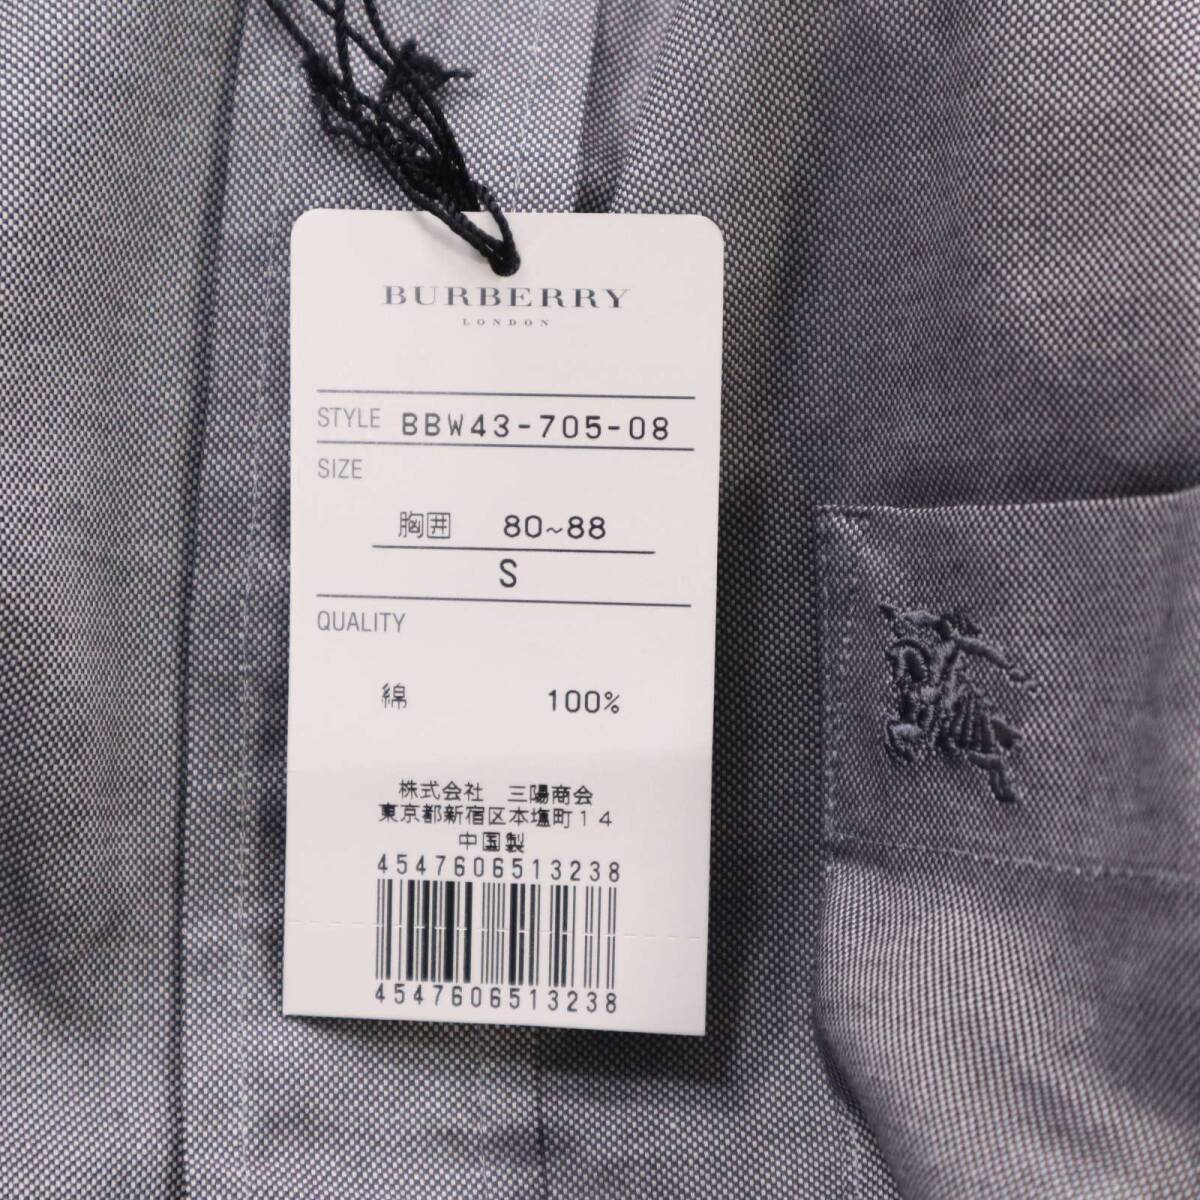 BURBERRY
LONDON
STYLE BBW43-705-08
SIZE
胸囲 80~88
S
QUALITY
綿 100%
株式会社 三陽商会
東京都新宿区本塩町14
中国製
4547606513238
4547606513238